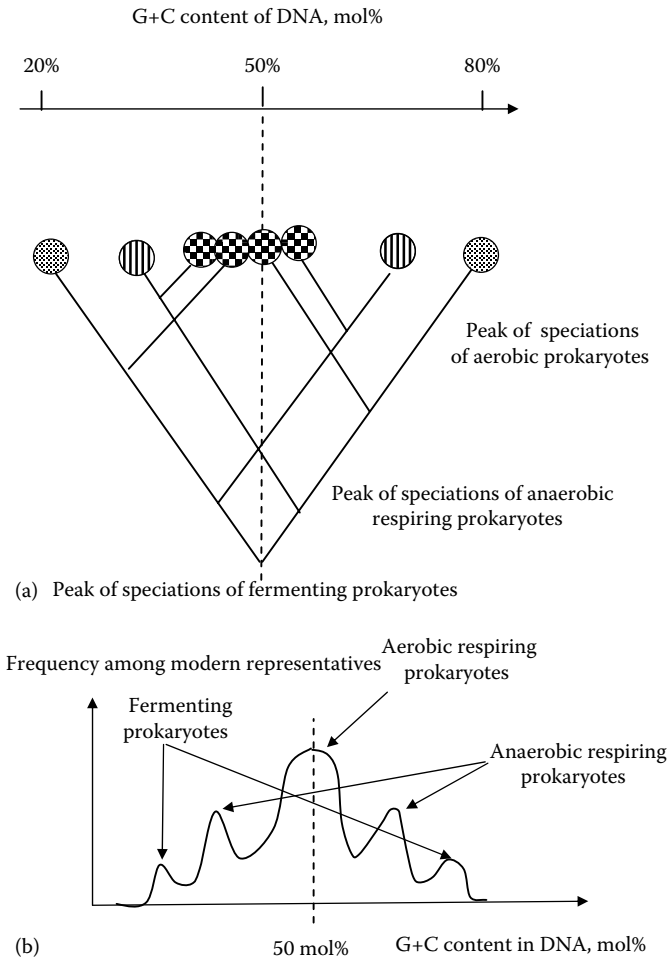 G+C content of DNA, mol%
20% 50% 80%
Peak of speciations
of aerobic prokaryotes
Peak of speciations of anaerobic
respiring prokaryotes
(a) Peak of speciations of fermenting prokaryotes
Frequency among modern representatives
Aerobic respiring
prokaryotes
Fermenting
prokaryotes
Anaerobic respiring
prokaryotes
(b)
50 mol%
G+C content in DNA, mol%